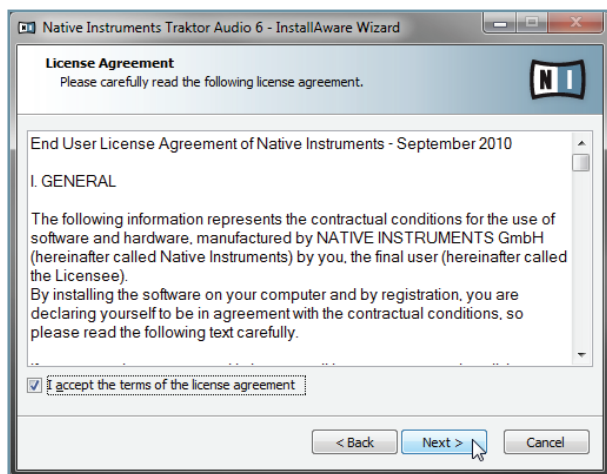 Native Instruments Traktor Audio 6 - InstallAware Wizard
License Agreement
Please carefully read the following license agreement.
N I
End User License Agreement of Native Instruments - September 2010
I. GENERAL
The following information represents the contractual conditions for the use of
software and hardware, manufactured by NATIVE INSTRUMENTS GmbH
(hereinafter called Native Instruments) by you, the final user (hereinafter called
the Licensee).
By installing the software on your computer and by registration, you are
declaring yourself to be in agreement with the contractual conditions, so
please read the following text carefully.
I accept the terms of the license agreement
< Back Next > Cancel